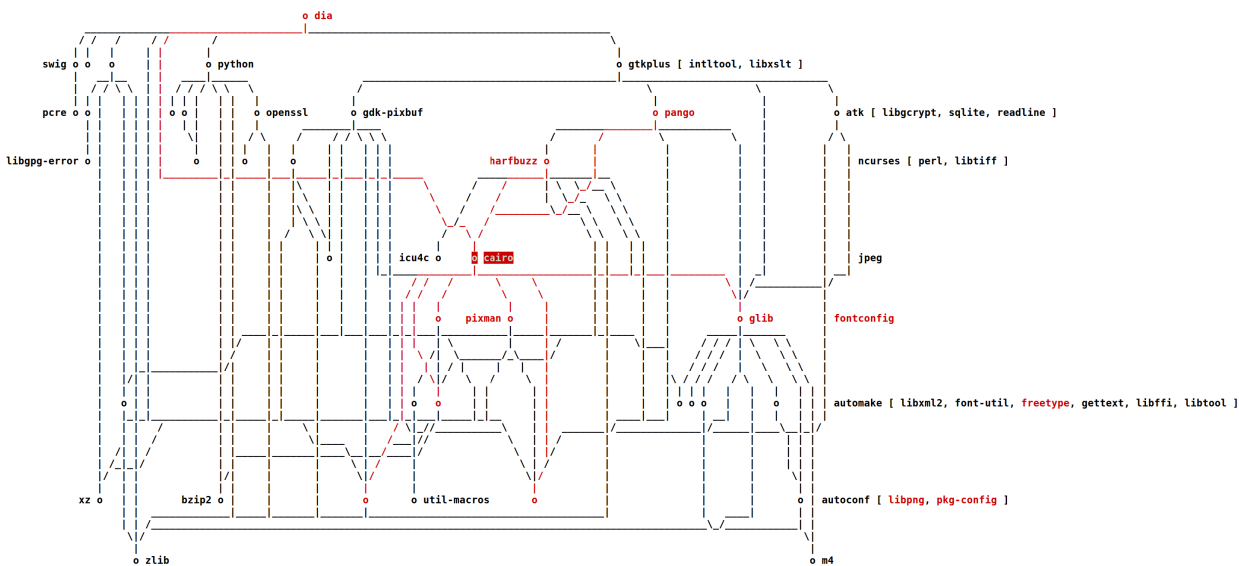 o dia
swig o o o o python o gtkplus [ intltool, libxslt ]
pcre o o o o o openssl o gdk-pixbuf o pango o atk [ libgcrypt, sqlite, readline ]
libgpg-error o o o o harfbuzz o ncurses [ perl, libtiff ]
o icu4c o o cairo jpeg
o pixman o o glib fontconfig
o o o o o o o automake [ libxml2, font-util, freetype, gettext, libffi, libtool ]
xz o bzip2 o o o util-macros o o autoconf [ libpng, pkg-config ]
o zlib o m4